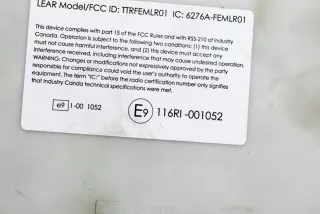 LEAR Model/FCC ID: TTRFEMLR01 IC: 6276A-FEMLR01
This device complies with part 15 of the FCC Rules and with RSS-210 of Industry
Canada. Operation is subject to the following two conditions: (1) this device
must not cause harmful interference, and (2) this device must accept any
interference received, including interference that may cause undesired operation.
WARNING: Changes or modifications not expressively approved by the party
responsible for compliance could void the user's authority to operate the
equipment. The term "IC:" before the radio certification number only signifies
that Industry Canada technical specifications were met.
e9 I-00 1052
E9 116RI -001052